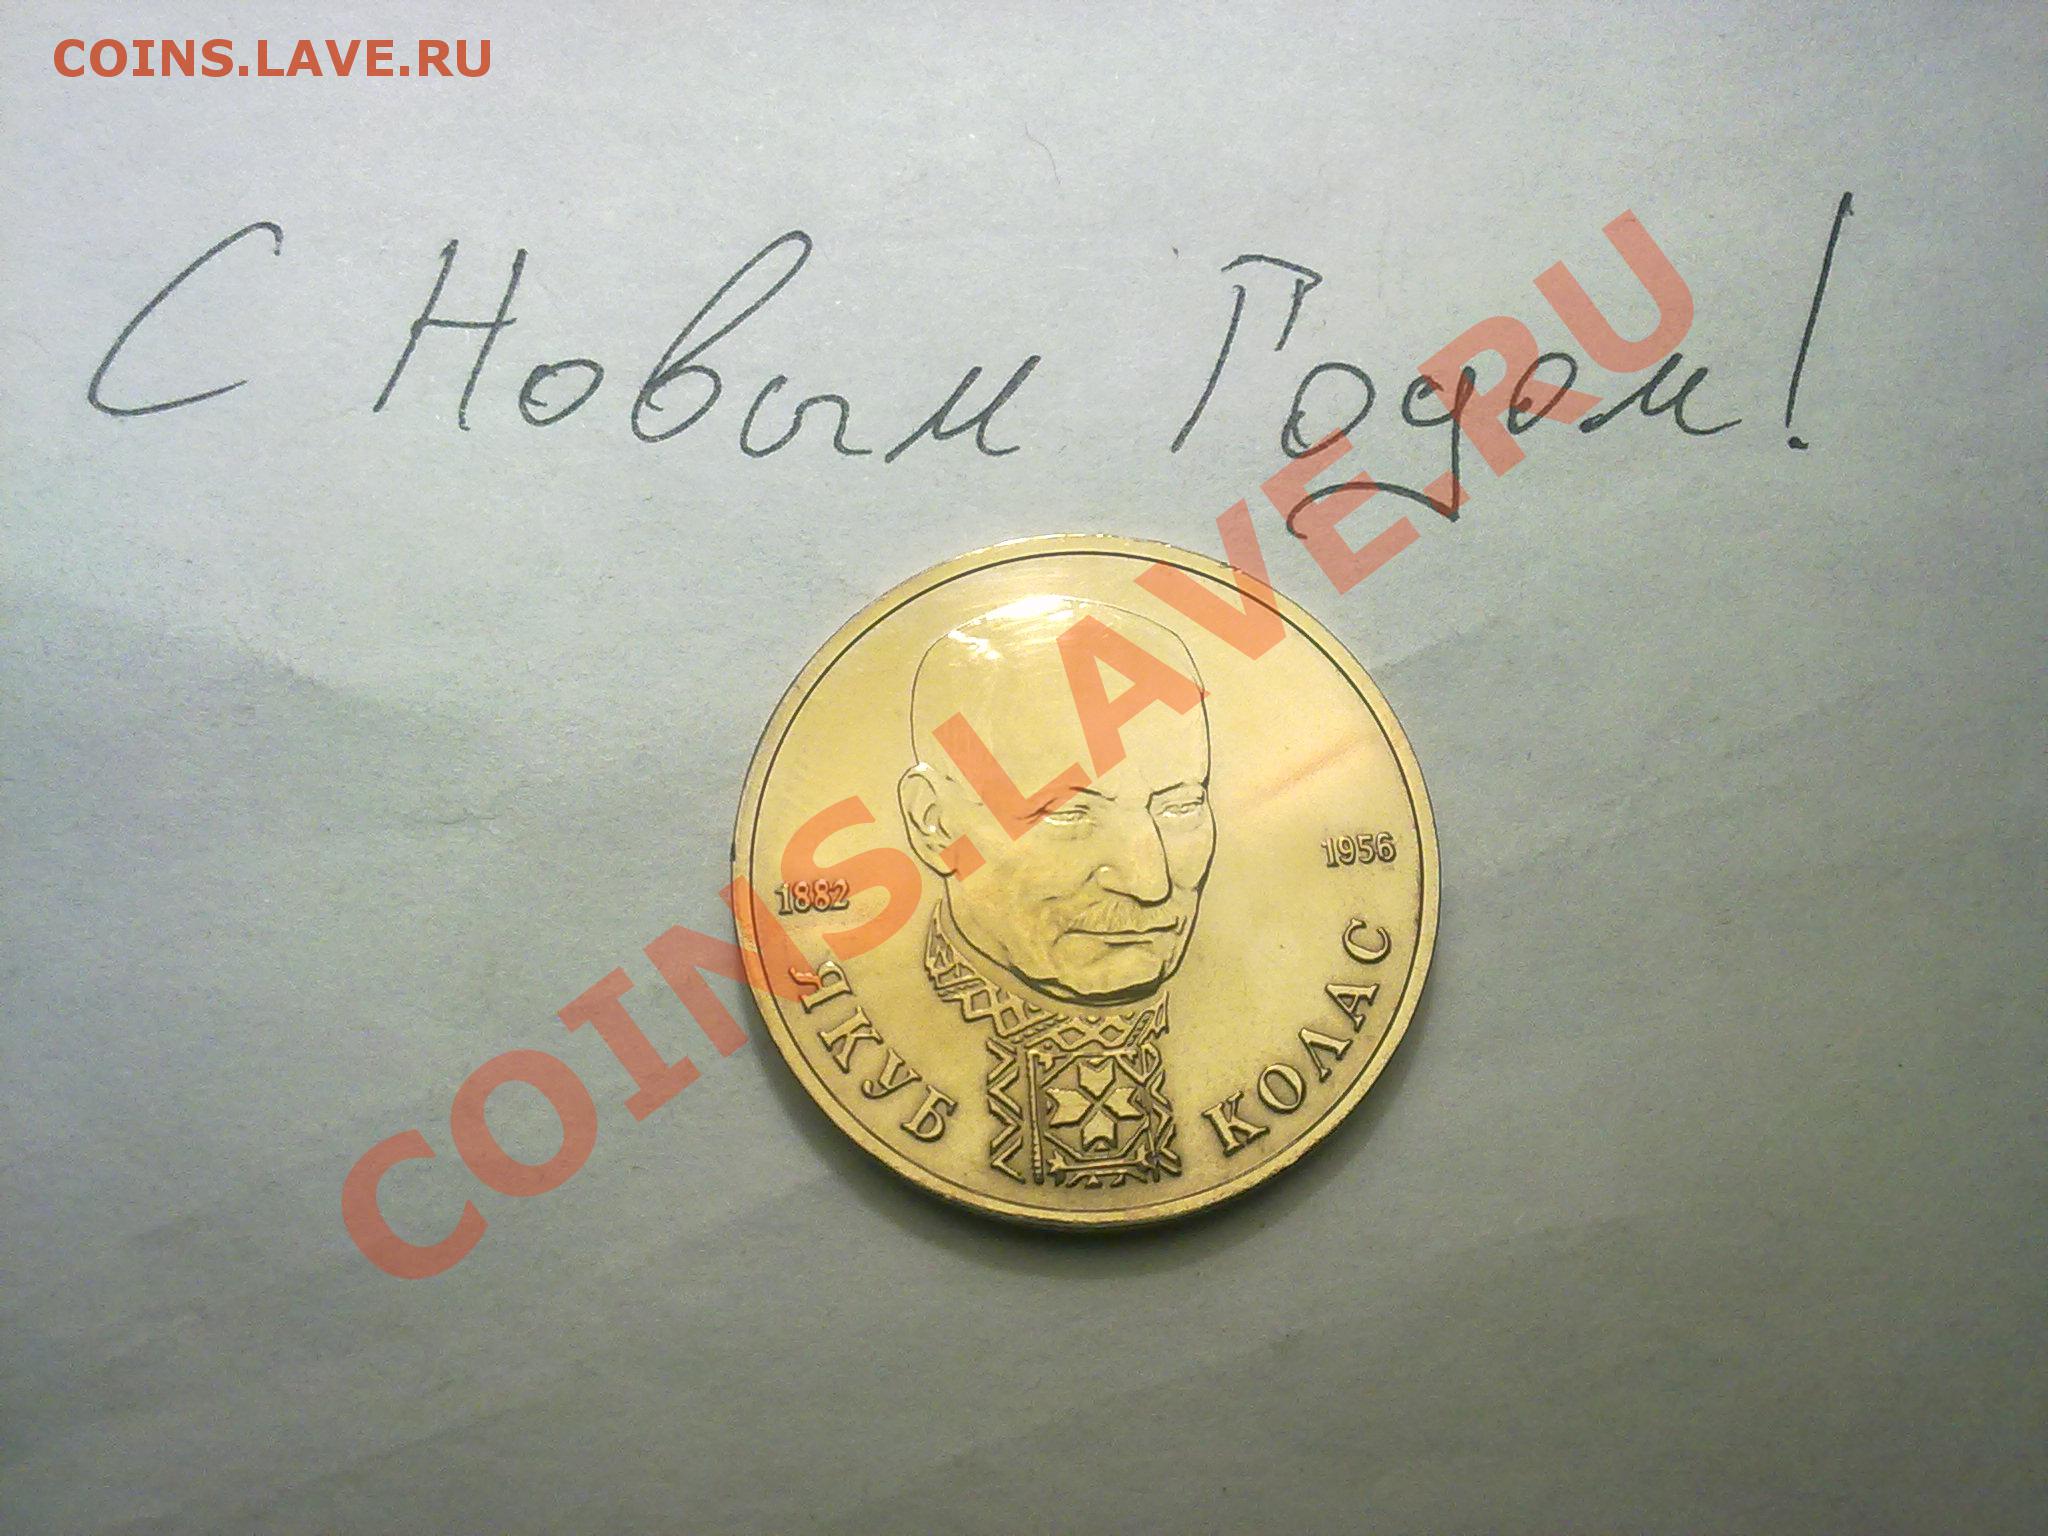 COINS.LAVE.RU
С Новым Годом!
COINS.LAVE.RU
1882 1956
ЯКУБ КОЛАС